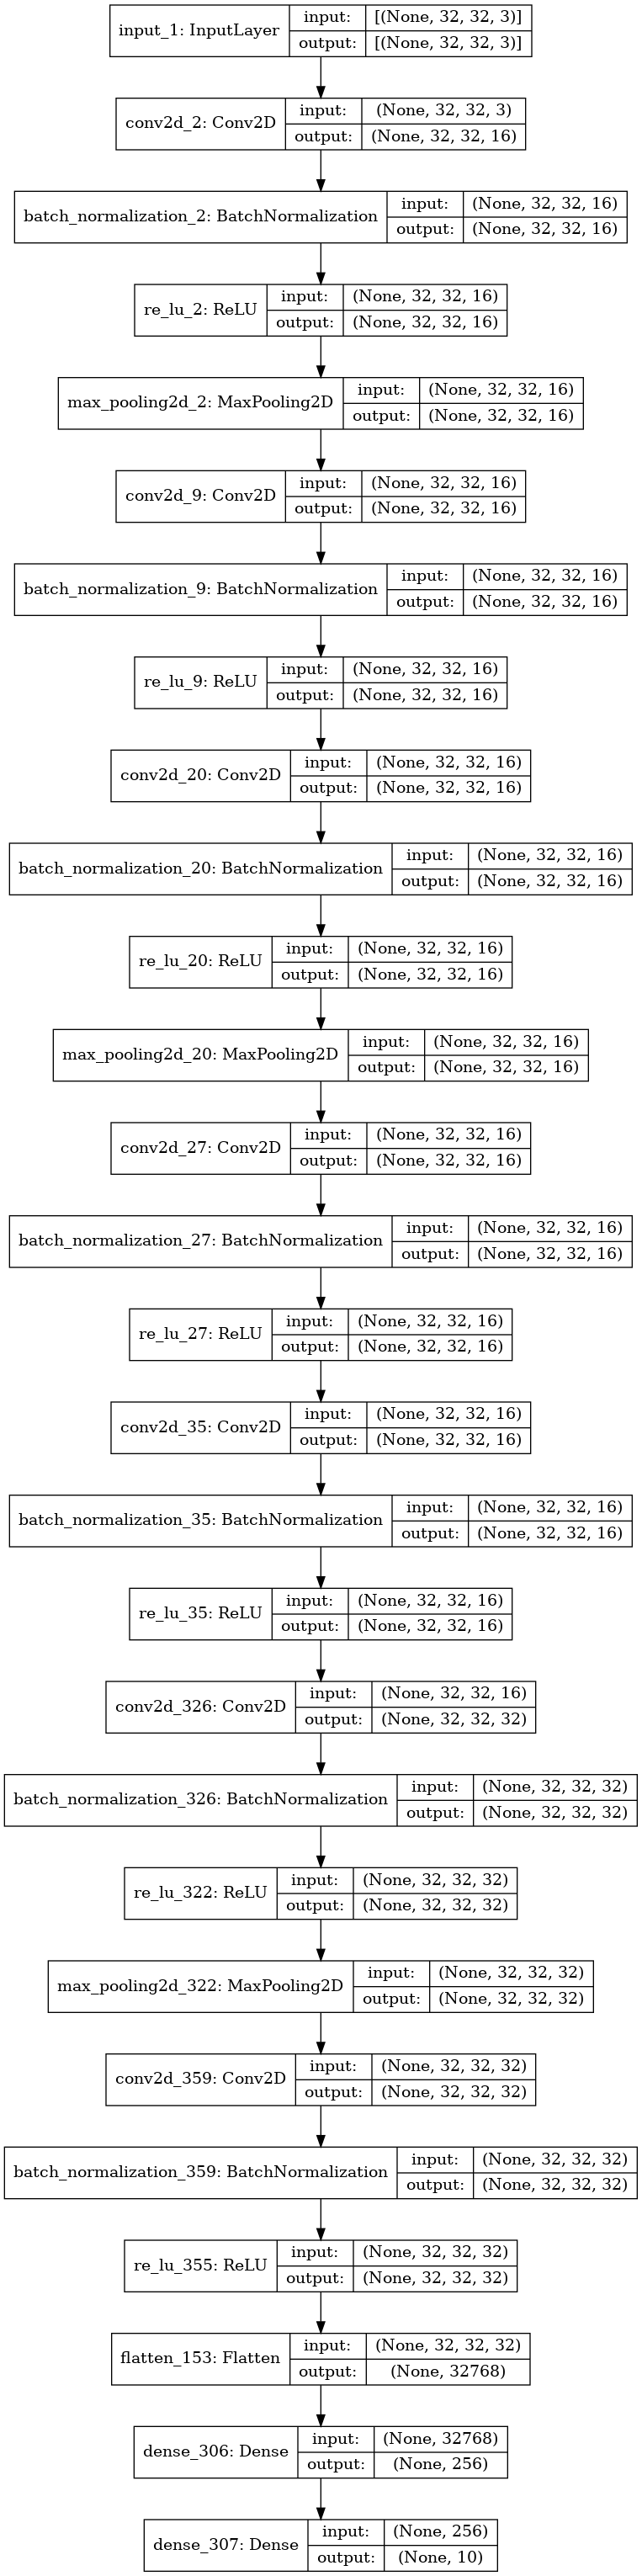 input_1: InputLayer
input: [(None, 32, 32, 3)]
output: [(None, 32, 32, 3)]
conv2d_2: Conv2D
input: (None, 32, 32, 3)
output: (None, 32, 32, 16)
batch_normalization_2: BatchNormalization
input: (None, 32, 32, 16)
output: (None, 32, 32, 16)
re_lu_2: ReLU
input: (None, 32, 32, 16)
output: (None, 32, 32, 16)
max_pooling2d_2: MaxPooling2D
input: (None, 32, 32, 16)
output: (None, 32, 32, 16)
conv2d_9: Conv2D
input: (None, 32, 32, 16)
output: (None, 32, 32, 16)
batch_normalization_9: BatchNormalization
input: (None, 32, 32, 16)
output: (None, 32, 32, 16)
re_lu_9: ReLU
input: (None, 32, 32, 16)
output: (None, 32, 32, 16)
conv2d_20: Conv2D
input: (None, 32, 32, 16)
output: (None, 32, 32, 16)
batch_normalization_20: BatchNormalization
input: (None, 32, 32, 16)
output: (None, 32, 32, 16)
re_lu_20: ReLU
input: (None, 32, 32, 16)
output: (None, 32, 32, 16)
max_pooling2d_20: MaxPooling2D
input: (None, 32, 32, 16)
output: (None, 32, 32, 16)
conv2d_27: Conv2D
input: (None, 32, 32, 16)
output: (None, 32, 32, 16)
batch_normalization_27: BatchNormalization
input: (None, 32, 32, 16)
output: (None, 32, 32, 16)
re_lu_27: ReLU
input: (None, 32, 32, 16)
output: (None, 32, 32, 16)
conv2d_35: Conv2D
input: (None, 32, 32, 16)
output: (None, 32, 32, 16)
batch_normalization_35: BatchNormalization
input: (None, 32, 32, 16)
output: (None, 32, 32, 16)
re_lu_35: ReLU
input: (None, 32, 32, 16)
output: (None, 32, 32, 16)
conv2d_326: Conv2D
input: (None, 32, 32, 16)
output: (None, 32, 32, 32)
batch_normalization_326: BatchNormalization
input: (None, 32, 32, 32)
output: (None, 32, 32, 32)
re_lu_322: ReLU
input: (None, 32, 32, 32)
output: (None, 32, 32, 32)
max_pooling2d_322: MaxPooling2D
input: (None, 32, 32, 32)
output: (None, 32, 32, 32)
conv2d_359: Conv2D
input: (None, 32, 32, 32)
output: (None, 32, 32, 32)
batch_normalization_359: BatchNormalization
input: (None, 32, 32, 32)
output: (None, 32, 32, 32)
re_lu_355: ReLU
input: (None, 32, 32, 32)
output: (None, 32, 32, 32)
flatten_153: Flatten
input: (None, 32, 32, 32)
output: (None, 32768)
dense_306: Dense
input: (None, 32768)
output: (None, 256)
dense_307: Dense
input: (None, 256)
output: (None, 10)